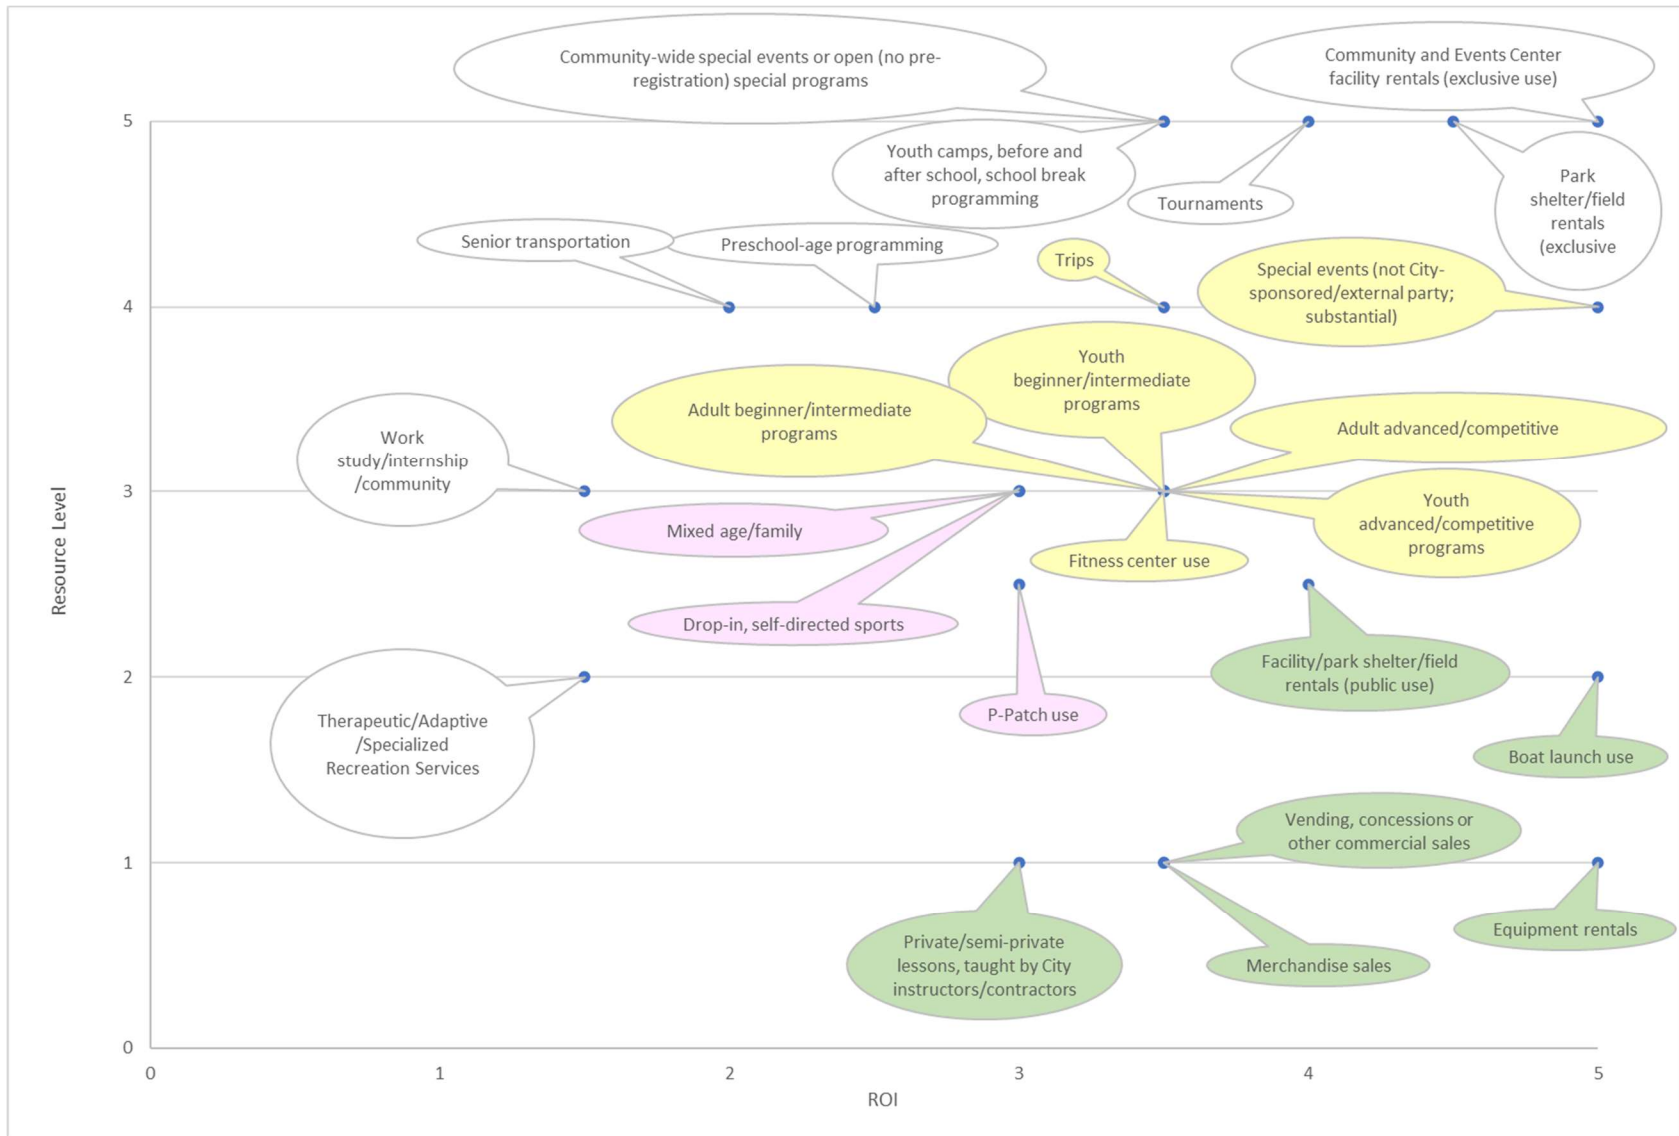 Community-wide special events or open (no pre-
registration) special programs
Community and Events Center
facility rentals (exclusive use)
5
Youth camps, before and
after school, school break
programming
Tournaments
Park
shelter/field
rentals
(exclusive
Senior transportation
Preschool-age programming
Trips
Special events (not City-
sponsored/external party;
substantial)
4
Youth
beginner/intermediate
programs
Adult beginner/intermediate
programs
Adult advanced/competitive
Work
study/internship
/community
3
Youth
advanced/competitive
programs
Mixed age/family
Fitness center use
Resource Level
Drop-in, self-directed sports
Facility/park shelter/field
rentals (public use)
2
P-Patch use
Therapeutic/Adaptive
/Specialized
Recreation Services
Boat launch use
Vending, concessions or
other commercial sales
1
Private/semi-private
lessons, taught by City
instructors/contractors
Merchandise sales
Equipment rentals
0
0 1 2 3 4 5
ROI